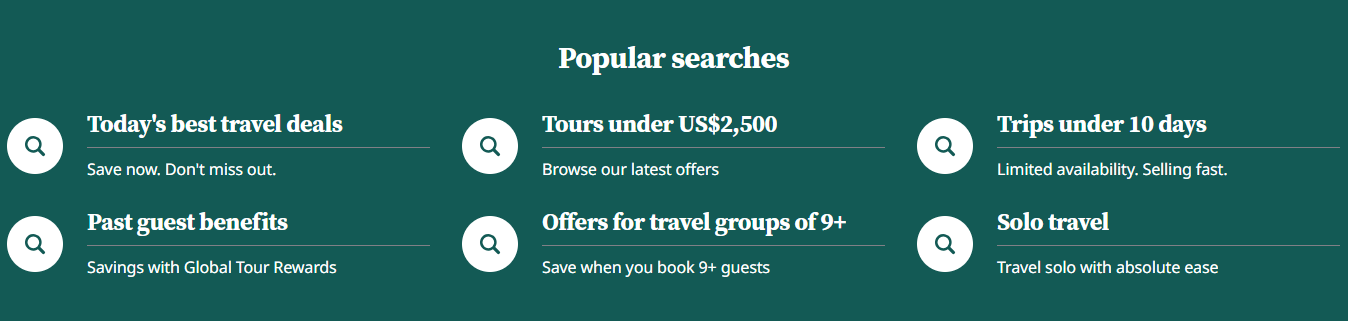 Popular searches
Today's best travel deals
Save now. Don't miss out.
Tours under US$2,500
Browse our latest offers
Trips under 10 days
Limited availability. Selling fast.
Past guest benefits
Savings with Global Tour Rewards
Offers for travel groups of 9+
Save when you book 9+ guests
Solo travel
Travel solo with absolute ease